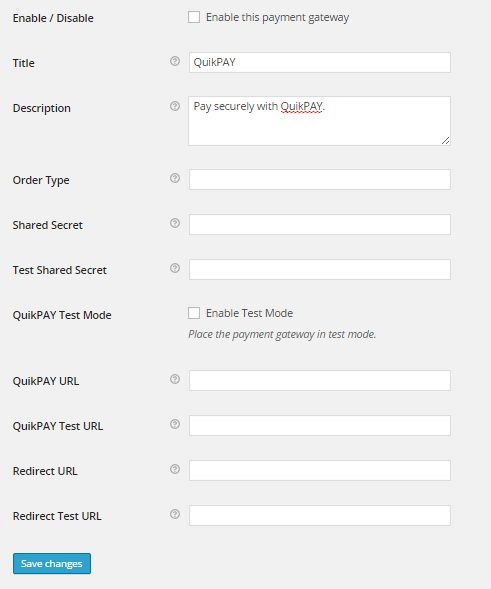 Enable / Disable Enable this payment gateway
Title QuikPAY
Description Pay securely with QuikPAY.
Order Type
Shared Secret
Test Shared Secret
QuikPAY Test Mode Enable Test Mode
Place the payment gateway in test mode.
QuikPAY URL
QuikPAY Test URL
Redirect URL
Redirect Test URL
Save changes